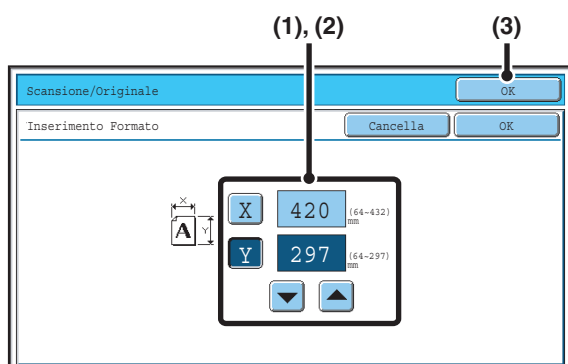 (1), (2)
(3)
Scansione/Originale
OK
Inserimento Formato
Cancella
OK
X
A
Y
X
420
(64~432)
mm
Y
297
(64~297)
mm